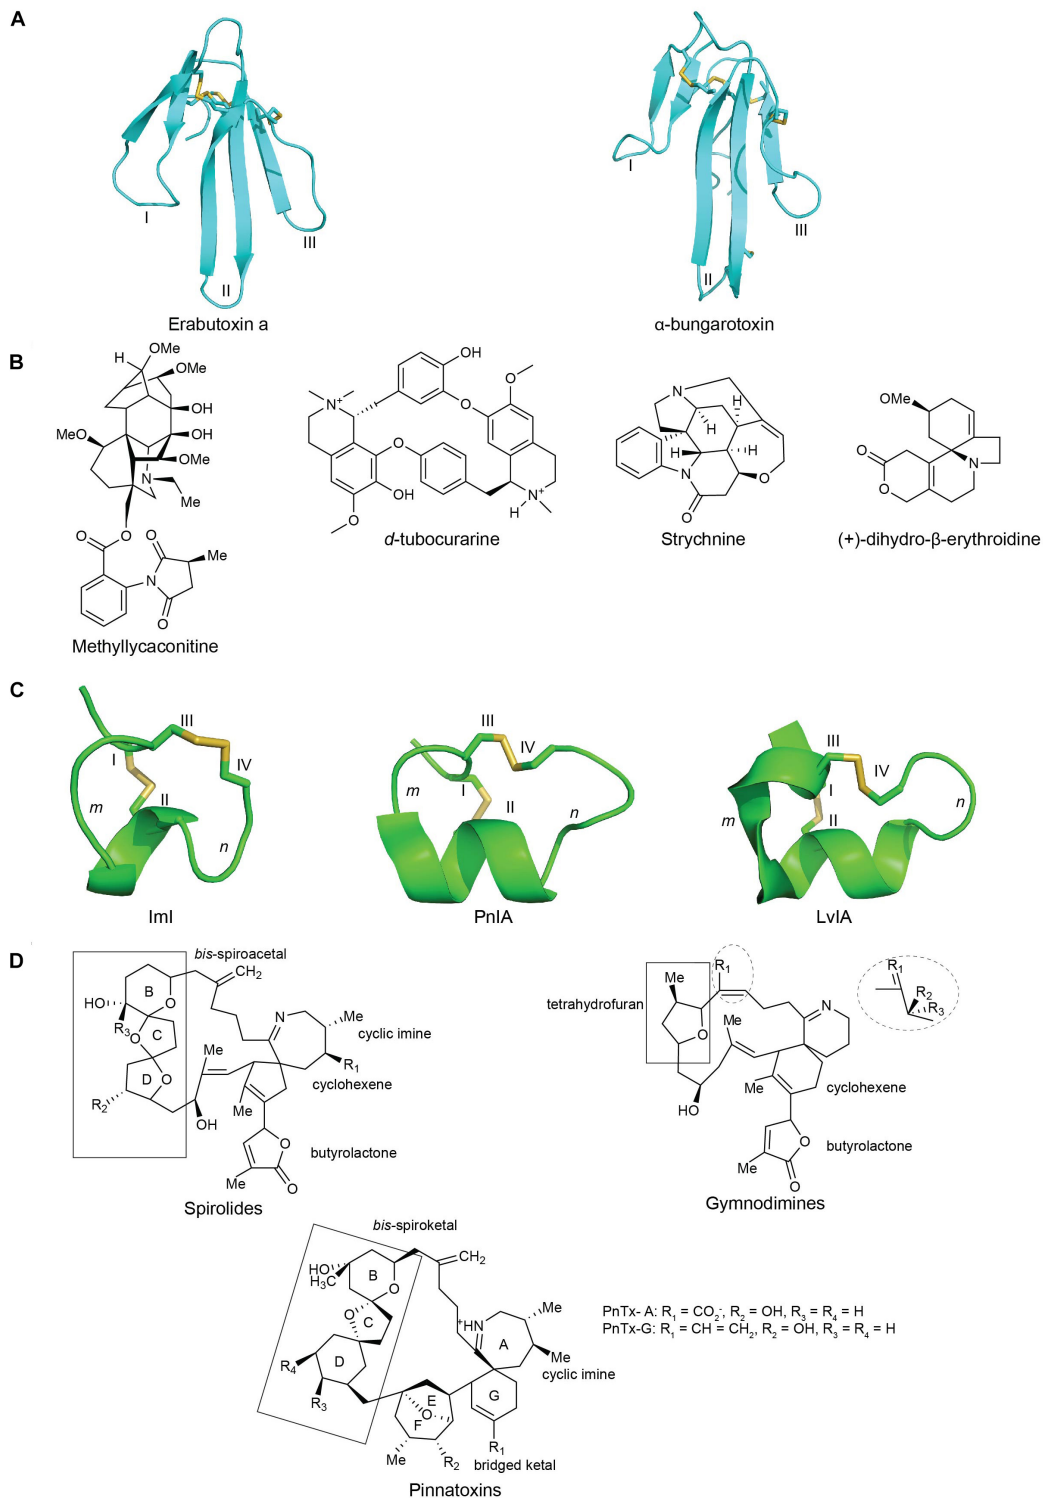 A
I
II
III
Erabutoxin a
I
II
III
α-bungarotoxin
B
H
OMe
OMe
OH
OH
MeO
OMe
N
Me
O
O
O
Me
N
O
Methyllycaconitine
OH
O
N+
O
O
OH
O
N+
H
d-tubocurarine
N
H
H
H
H
N
O
O
Strychnine
OMe
O
O
N
(+)-dihydro-β-erythroidine
C
III
I
IV
II
m
n
ImI
III
IV
I
II
m
n
PnIA
III
IV
I
II
m
n
LvIA
D
bis-spiroacetal
CH2
B
HO
O
R3
N
Me
cyclic imine
O
C
R1
Me
D
O
cyclohexene
R2
Me
OH
O
butyrolactone
Me
O
Spirolides
R1
R1
Me
R2
R3
tetrahydrofuran
O
N
Me
Me
cyclohexene
HO
O
butyrolactone
Me
O
Gymnodimines
bis-spiroketal
CH2
HO
H3C
B
O
O
C
+HN
Me
A
D
R4
Me
cyclic imine
R3
E
G
O
F
R1
Me
R2
bridged ketal
Pinnatoxins
PnTx- A: R1 = CO2-, R2 = OH, R3 = R4 = H
PnTx-G: R1 = CH = CH2, R2 = OH, R3 = R4 = H